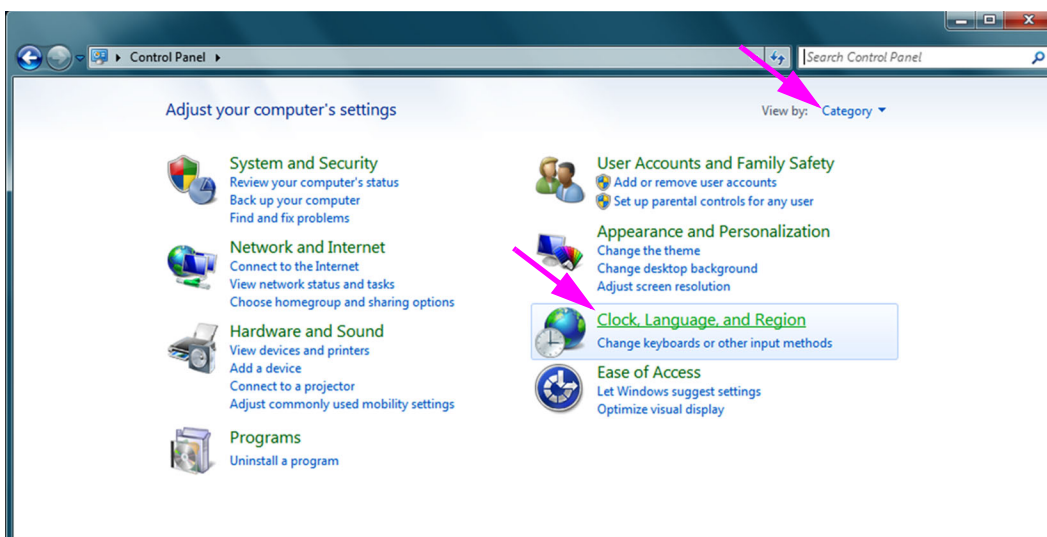 Control Panel
Search Control Panel
Adjust your computer's settings
View by: Category
System and Security
Review your computer's status
Back up your computer
Find and fix problems
Network and Internet
Connect to the Internet
View network status and tasks
Choose homegroup and sharing options
Hardware and Sound
View devices and printers
Add a device
Connect to a projector
Adjust commonly used mobility settings
Programs
Uninstall a program
User Accounts and Family Safety
Add or remove user accounts
Set up parental controls for any user
Appearance and Personalization
Change the theme
Change desktop background
Adjust screen resolution
Clock, Language, and Region
Change keyboards or other input methods
Ease of Access
Let Windows suggest settings
Optimize visual display